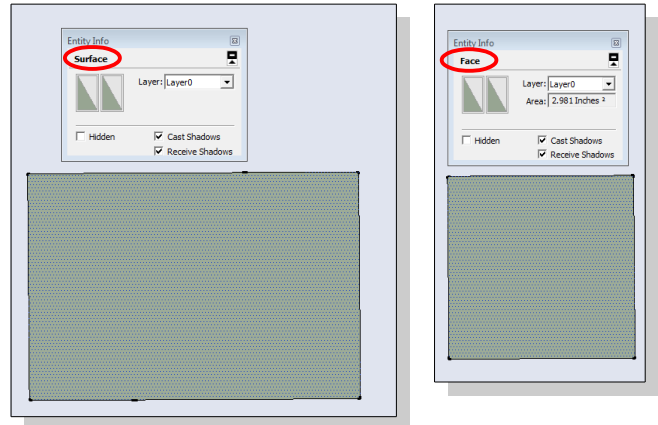 Entity Info
Surface
Layer: Layer0
Hidden
Cast Shadows
Receive Shadows
Entity Info
Face
Layer: Layer0
Area: 2.981 Inches ²
Hidden
Cast Shadows
Receive Shadows